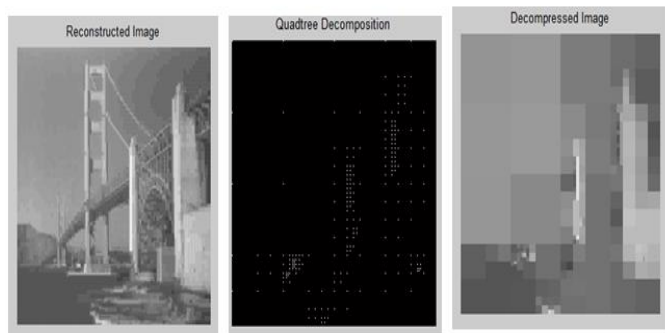 Reconstructed Image
Quadtree Decomposition
Decompressed Image